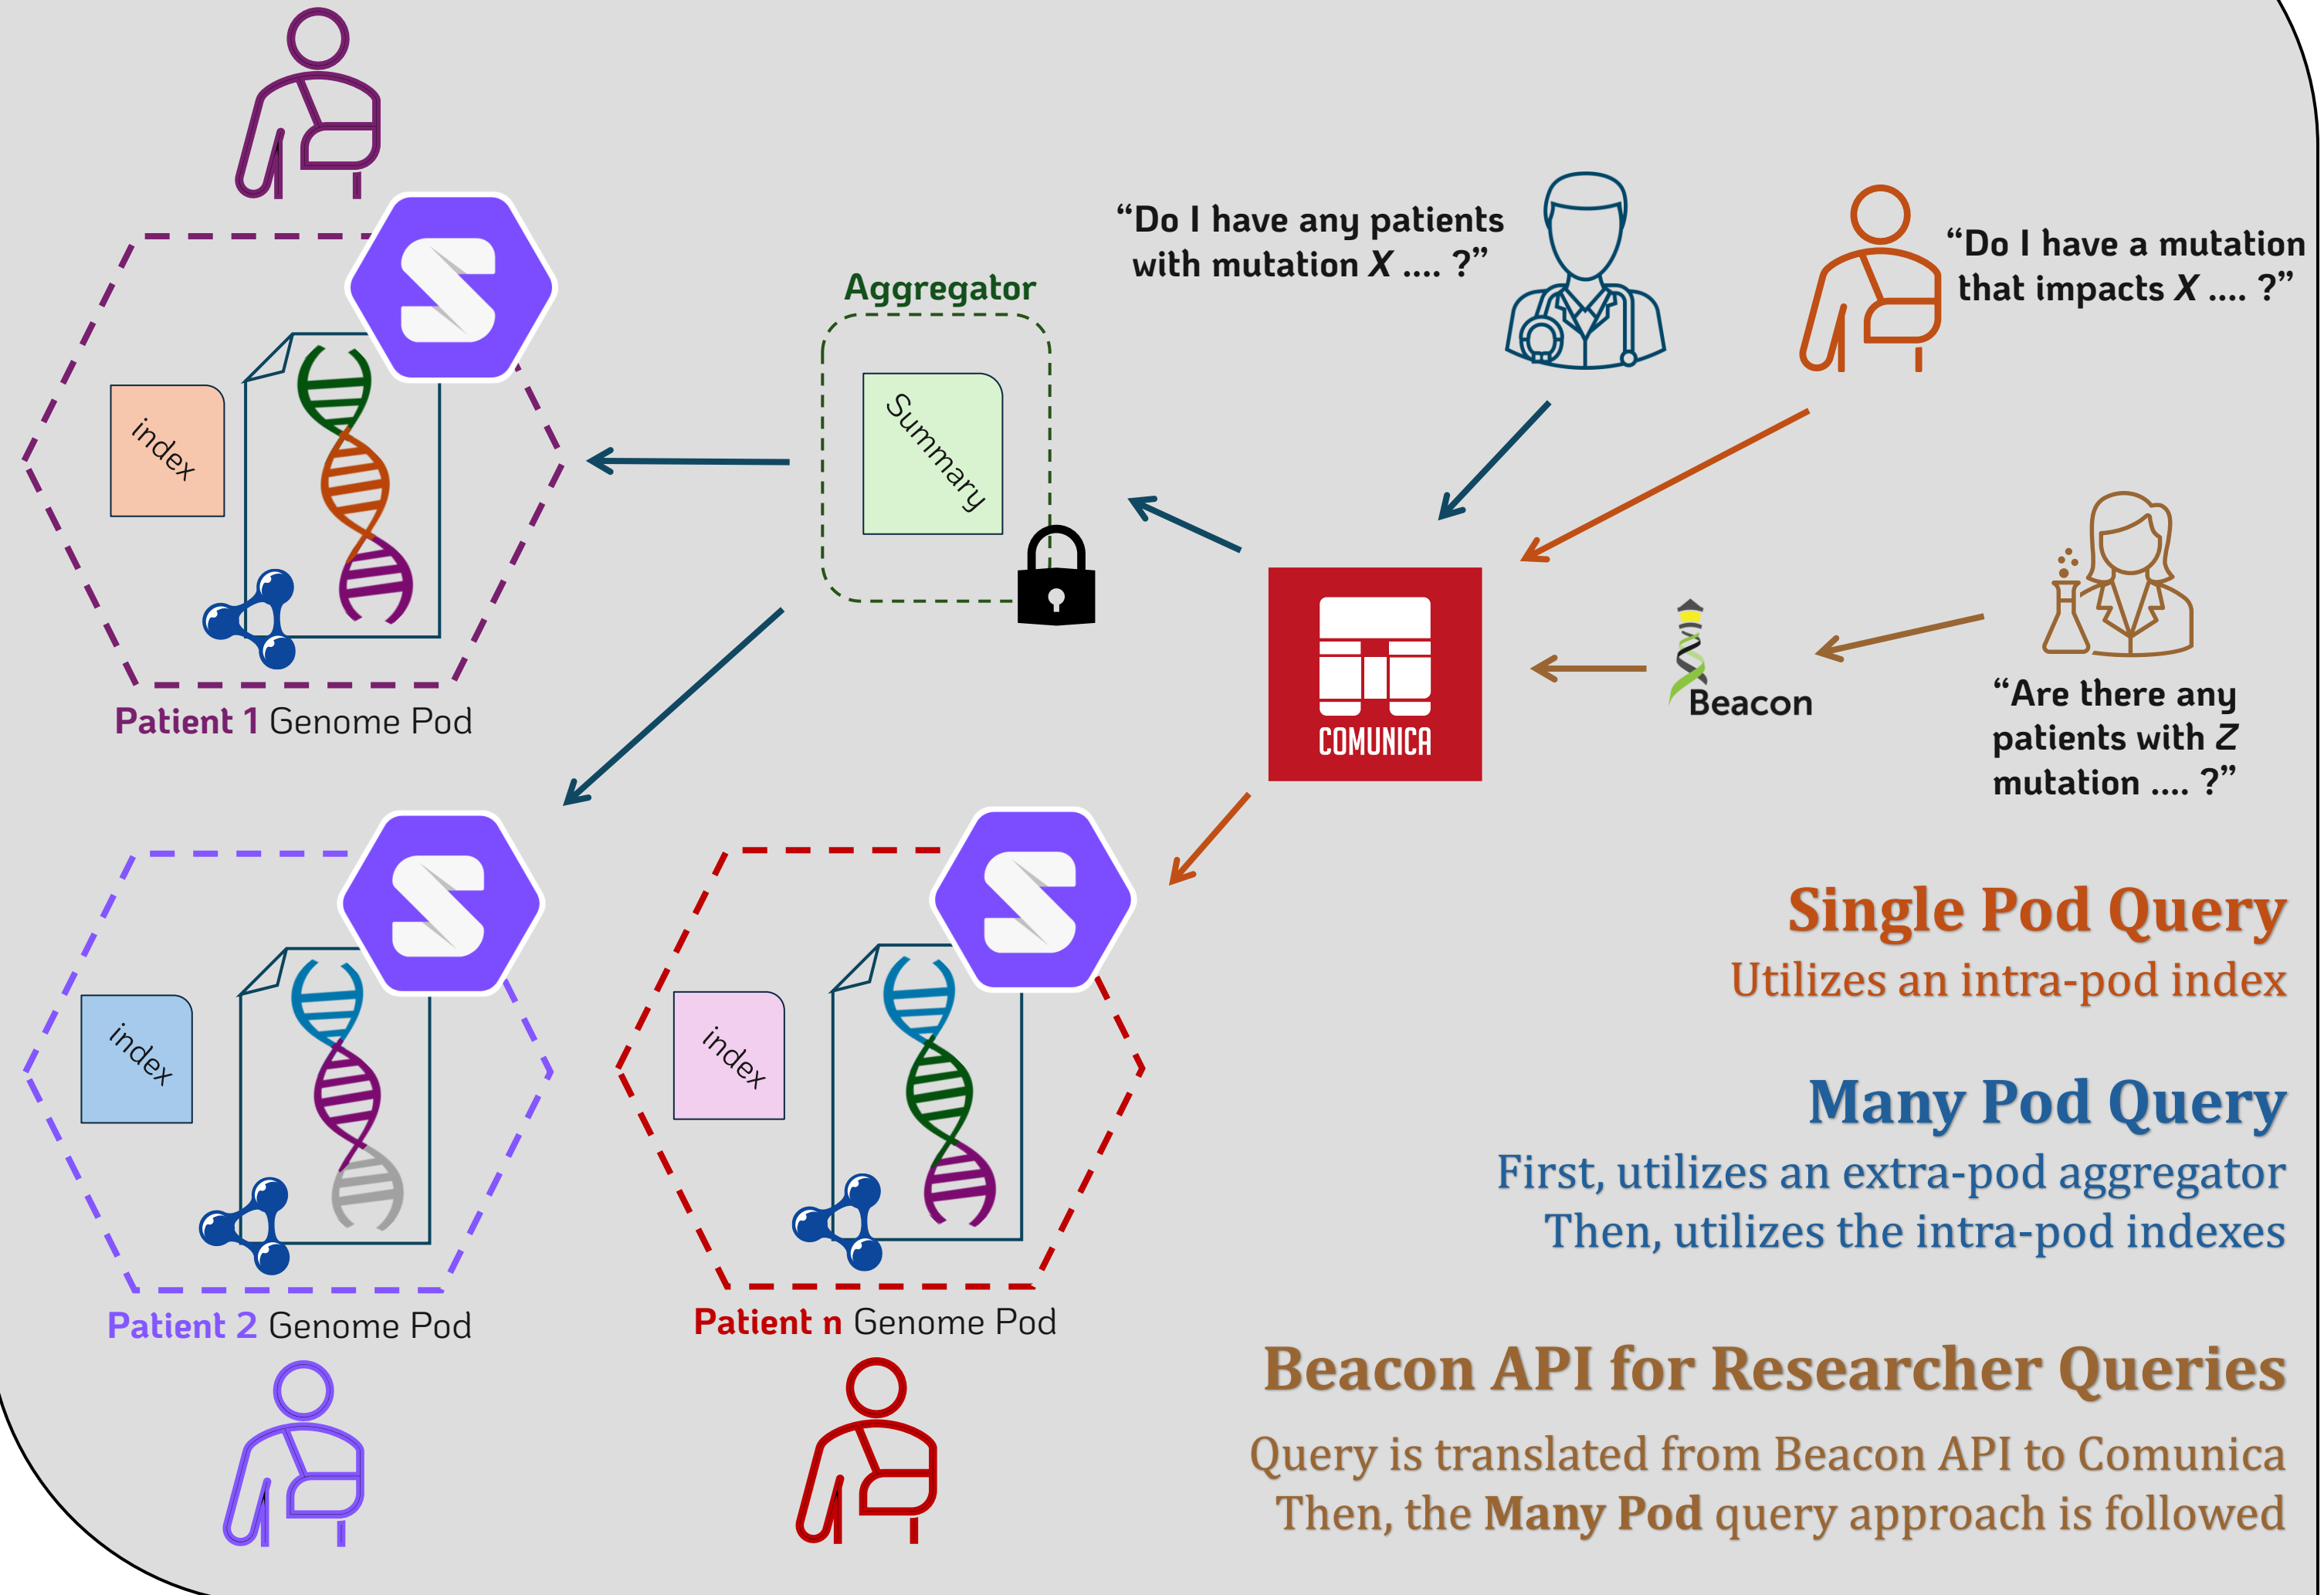 “Do I have any patients
with mutation X .... ?”
“Do I have a mutation
that impacts X .... ?”
Aggregator
Summary
index
Patient 1 Genome Pod
COMUNICA
Beacon
“Are there any
patients with Z
mutation .... ?”
index
Patient 2 Genome Pod
index
Patient n Genome Pod
Single Pod Query
Utilizes an intra-pod index
Many Pod Query
First, utilizes an extra-pod aggregator
Then, utilizes the intra-pod indexes
Beacon API for Researcher Queries
Query is translated from Beacon API to Comunica
Then, the Many Pod query approach is followed